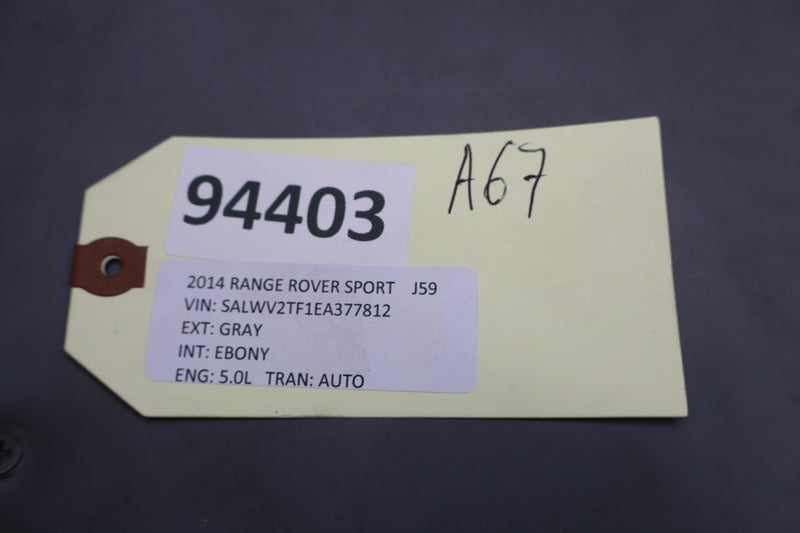 94403
A67
2014 RANGE ROVER SPORT J59
VIN: SALWV2TF1EA377812
EXT: GRAY
INT: EBONY
ENG: 5.0L TRAN: AUTO